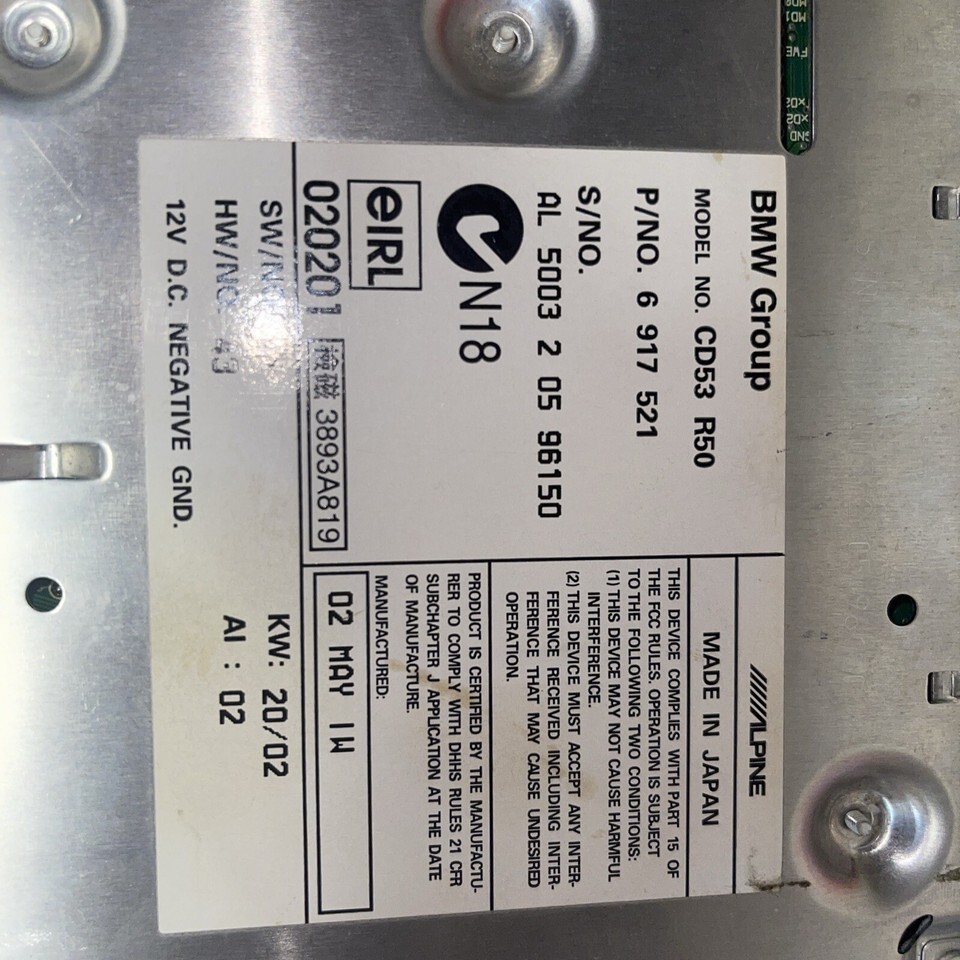 BMW Group
MODEL NO. CD53 R50
P/NO. 6 917 521
S/NO.
AL 5003 2 05 96150
N18
eIRL
020201 検磁 3893A819
SW/NO.
HW/NO.
12V D.C. NEGATIVE GND.
KW: 20/02
AI : 02
ALPINE
MADE IN JAPAN
THIS DEVICE COMPLIES WITH PART 15 OF
THE FCC RULES. OPERATION IS SUBJECT
TO THE FOLLOWING TWO CONDITIONS:
(1) THIS DEVICE MAY NOT CAUSE HARMFUL
INTERFERENCE.
(2) THIS DEVICE MUST ACCEPT ANY INTER-
FERENCE RECEIVED INCLUDING INTER-
FERENCE THAT MAY CAUSE UNDESIRED
OPERATION.
PRODUCT IS CERTIFIED BY THE MANUFACTU-
RER TO COMPLY WITH DHHS RULES 21 CFR
SUBCHAPTER J APPLICATION AT THE DATE
OF MANUFACTURE.
MANUFACTURED:
02 MAY 1W